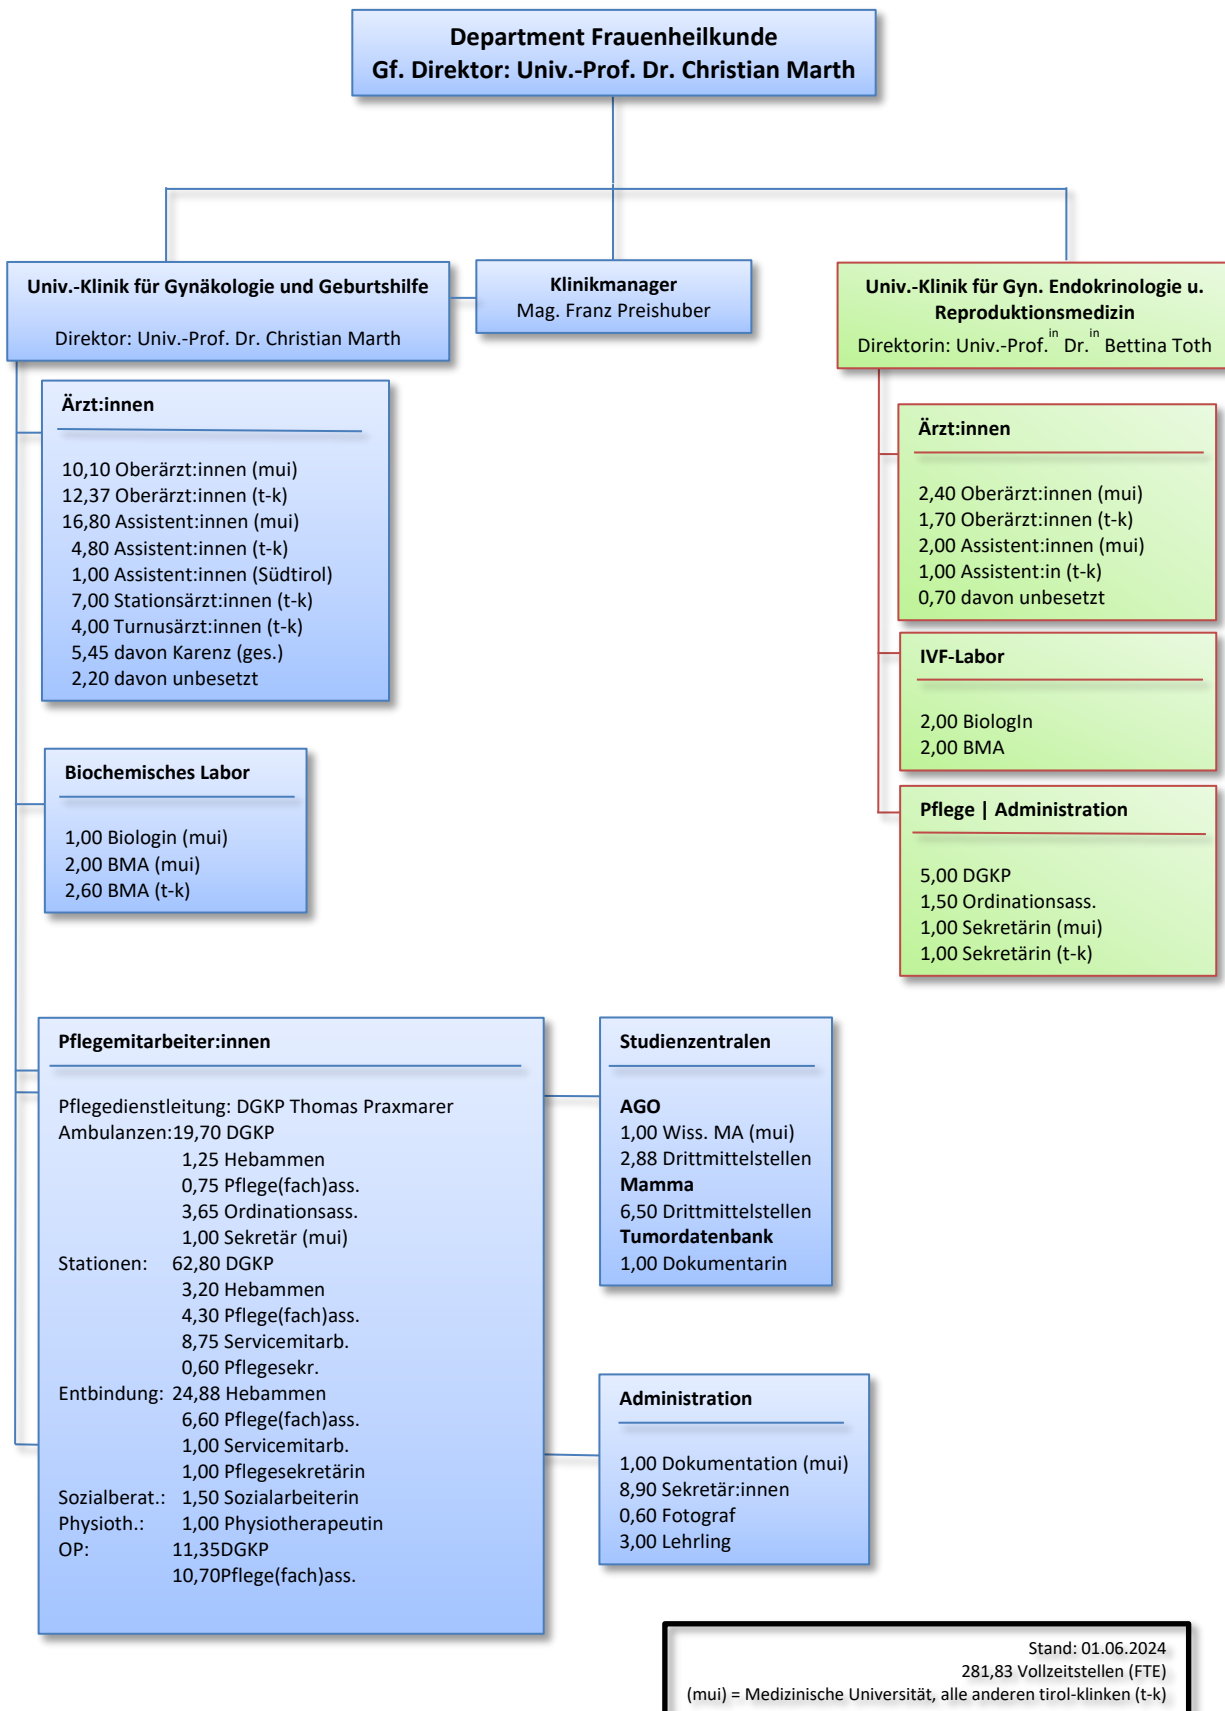 Department Frauenheilkunde
Gf. Direktor: Univ.-Prof. Dr. Christian Marth
Univ.-Klinik für Gynäkologie und Geburtshilfe
Direktor: Univ.-Prof. Dr. Christian Marth
Klinikmanager
Mag. Franz Preishuber
Univ.-Klinik für Gyn. Endokrinologie u.
Reproduktionsmedizin
Direktorin: Univ.-Prof.in Dr.in Bettina Toth
Ärzt:innen
10,10 Oberärzt:innen (mui)
12,37 Oberärzt:innen (t-k)
16,80 Assistent:innen (mui)
4,80 Assistent:innen (t-k)
1,00 Assistent:innen (Südtirol)
7,00 Stationsärzt:innen (t-k)
4,00 Turnusärzt:innen (t-k)
5,45 davon Karenz (ges.)
2,20 davon unbesetzt
Ärzt:innen
2,40 Oberärzt:innen (mui)
1,70 Oberärzt:innen (t-k)
2,00 Assistent:innen (mui)
1,00 Assistent:in (t-k)
0,70 davon unbesetzt
IVF-Labor
2,00 BiologIn
2,00 BMA
Biochemisches Labor
1,00 Biologin (mui)
2,00 BMA (mui)
2,60 BMA (t-k)
Pflege | Administration
5,00 DGKP
1,50 Ordinationsass.
1,00 Sekretärin (mui)
1,00 Sekretärin (t-k)
Pflegemitarbeiter:innen
Pflegedienstleitung: DGKP Thomas Praxmarer
Ambulanzen:19,70 DGKP
1,25 Hebammen
0,75 Pflege(fach)ass.
3,65 Ordinationsass.
1,00 Sekretär (mui)
Stationen: 62,80 DGKP
3,20 Hebammen
4,30 Pflege(fach)ass.
8,75 Servicemitarb.
0,60 Pflegesekr.
Entbindung: 24,88 Hebammen
6,60 Pflege(fach)ass.
1,00 Servicemitarb.
1,00 Pflegesekretärin
Sozialberat.: 1,50 Sozialarbeiterin
Physioth.: 1,00 Physiotherapeutin
OP: 11,35DGKP
10,70Pflege(fach)ass.
Studienzentralen
AGO
1,00 Wiss. MA (mui)
2,88 Drittmittelstellen
Mamma
6,50 Drittmittelstellen
Tumordatenbank
1,00 Dokumentarin
Administration
1,00 Dokumentation (mui)
8,90 Sekretär:innen
0,60 Fotograf
3,00 Lehrling
Stand: 01.06.2024
281,83 Vollzeitstellen (FTE)
(mui) = Medizinische Universität, alle anderen tirol-klinken (t-k)